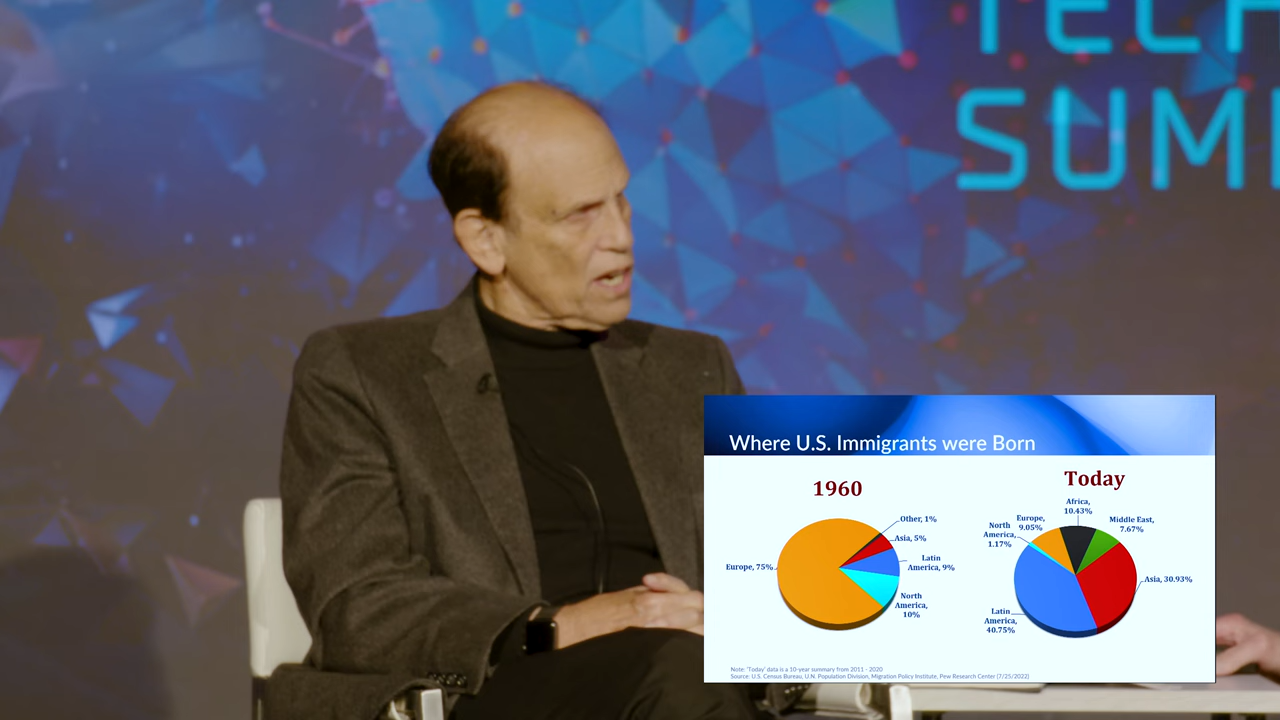 TECH
SUM
Where U.S. Immigrants were Born
1960
Today
Other, 1%
Asia, 5%
Latin
America, 9%
North
America,
10%
Europe, 75%
Africa,
10.43%
Middle East,
7.67%
Europe,
9.05%
North
America,
1.17%
Asia, 30.93%
Latin
America,
40.75%
Note: 'Today' data is a 10-year summary from 2011 - 2020
Source: U.S. Census Bureau, U.N. Population Division, Migration Policy Institute, Pew Research Center (7/25/2022)